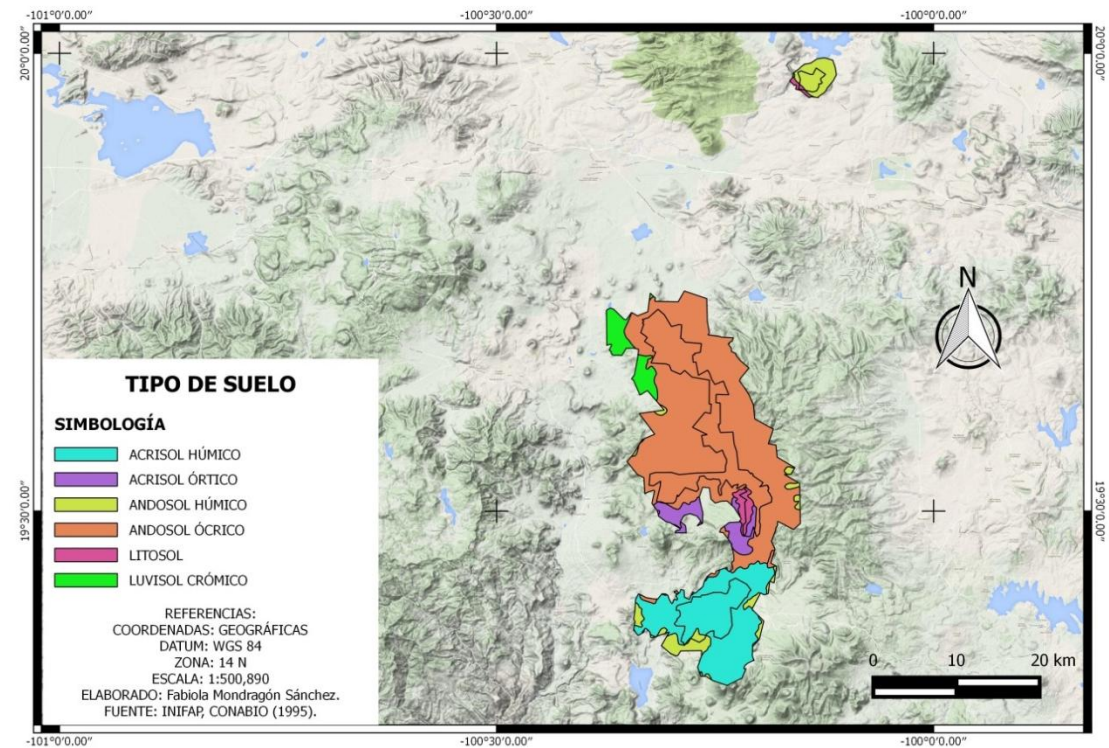 -101°0'0.00"
-100°30'0.00"
-100°0'0.00"
20°0'0.00"
20°0'0.00"
N
TIPO DE SUELO
SIMBOLOGÍA
ACRISOL HÚMICO
ACRISOL ÓRTICO
ANDOSOL HÚMICO
ANDOSOL ÓCRICO
LITOSOL
LUVISOL CRÓMICO
REFERENCIAS:
COORDENADAS: GEOGRÁFICAS
DATUM: WGS 84
ZONA: 14 N
ESCALA: 1:500,890
ELABORADO: Fabiola Mondragón Sánchez.
FUENTE: INIFAP, CONABIO (1995).
19°30'0.00"
19°30'0.00"
0 10 20 km
-101°0'0.00"
-100°30'0.00"
-100°0'0.00"